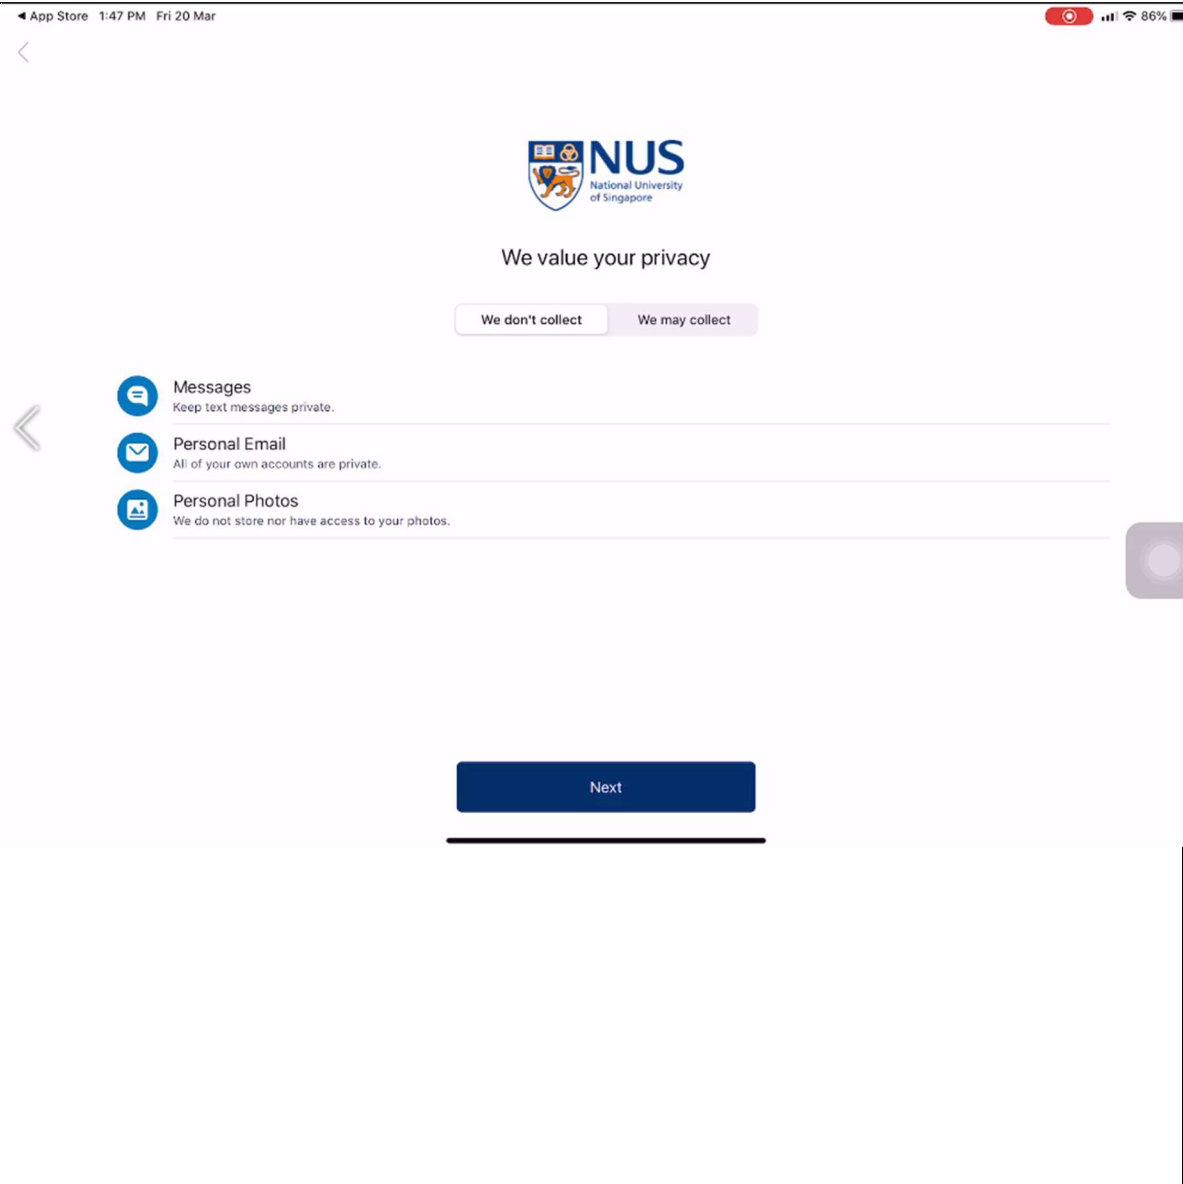 ◀ App Store 1:47 PM Fri 20 Mar 86%
NUS
National University
of Singapore
We value your privacy
We don't collect We may collect
Messages
Keep text messages private.
Personal Email
All of your own accounts are private.
Personal Photos
We do not store nor have access to your photos.
Next